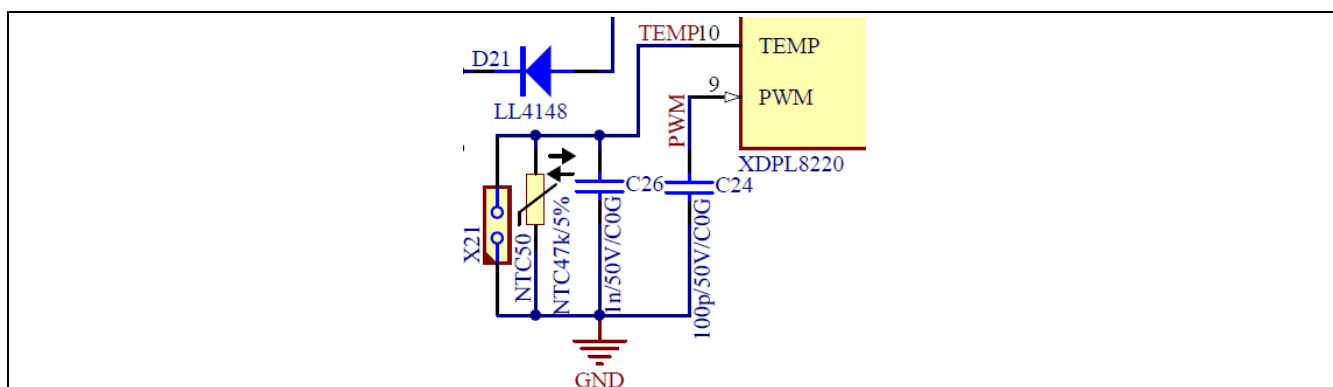 TEMP 10
TEMP
D21
9
PWM
LL4148
PWM
XDPL8220
X21
NTC50
NTC47k/5%
C26
1n/50V/C0G
C24
100p/50V/C0G
GND